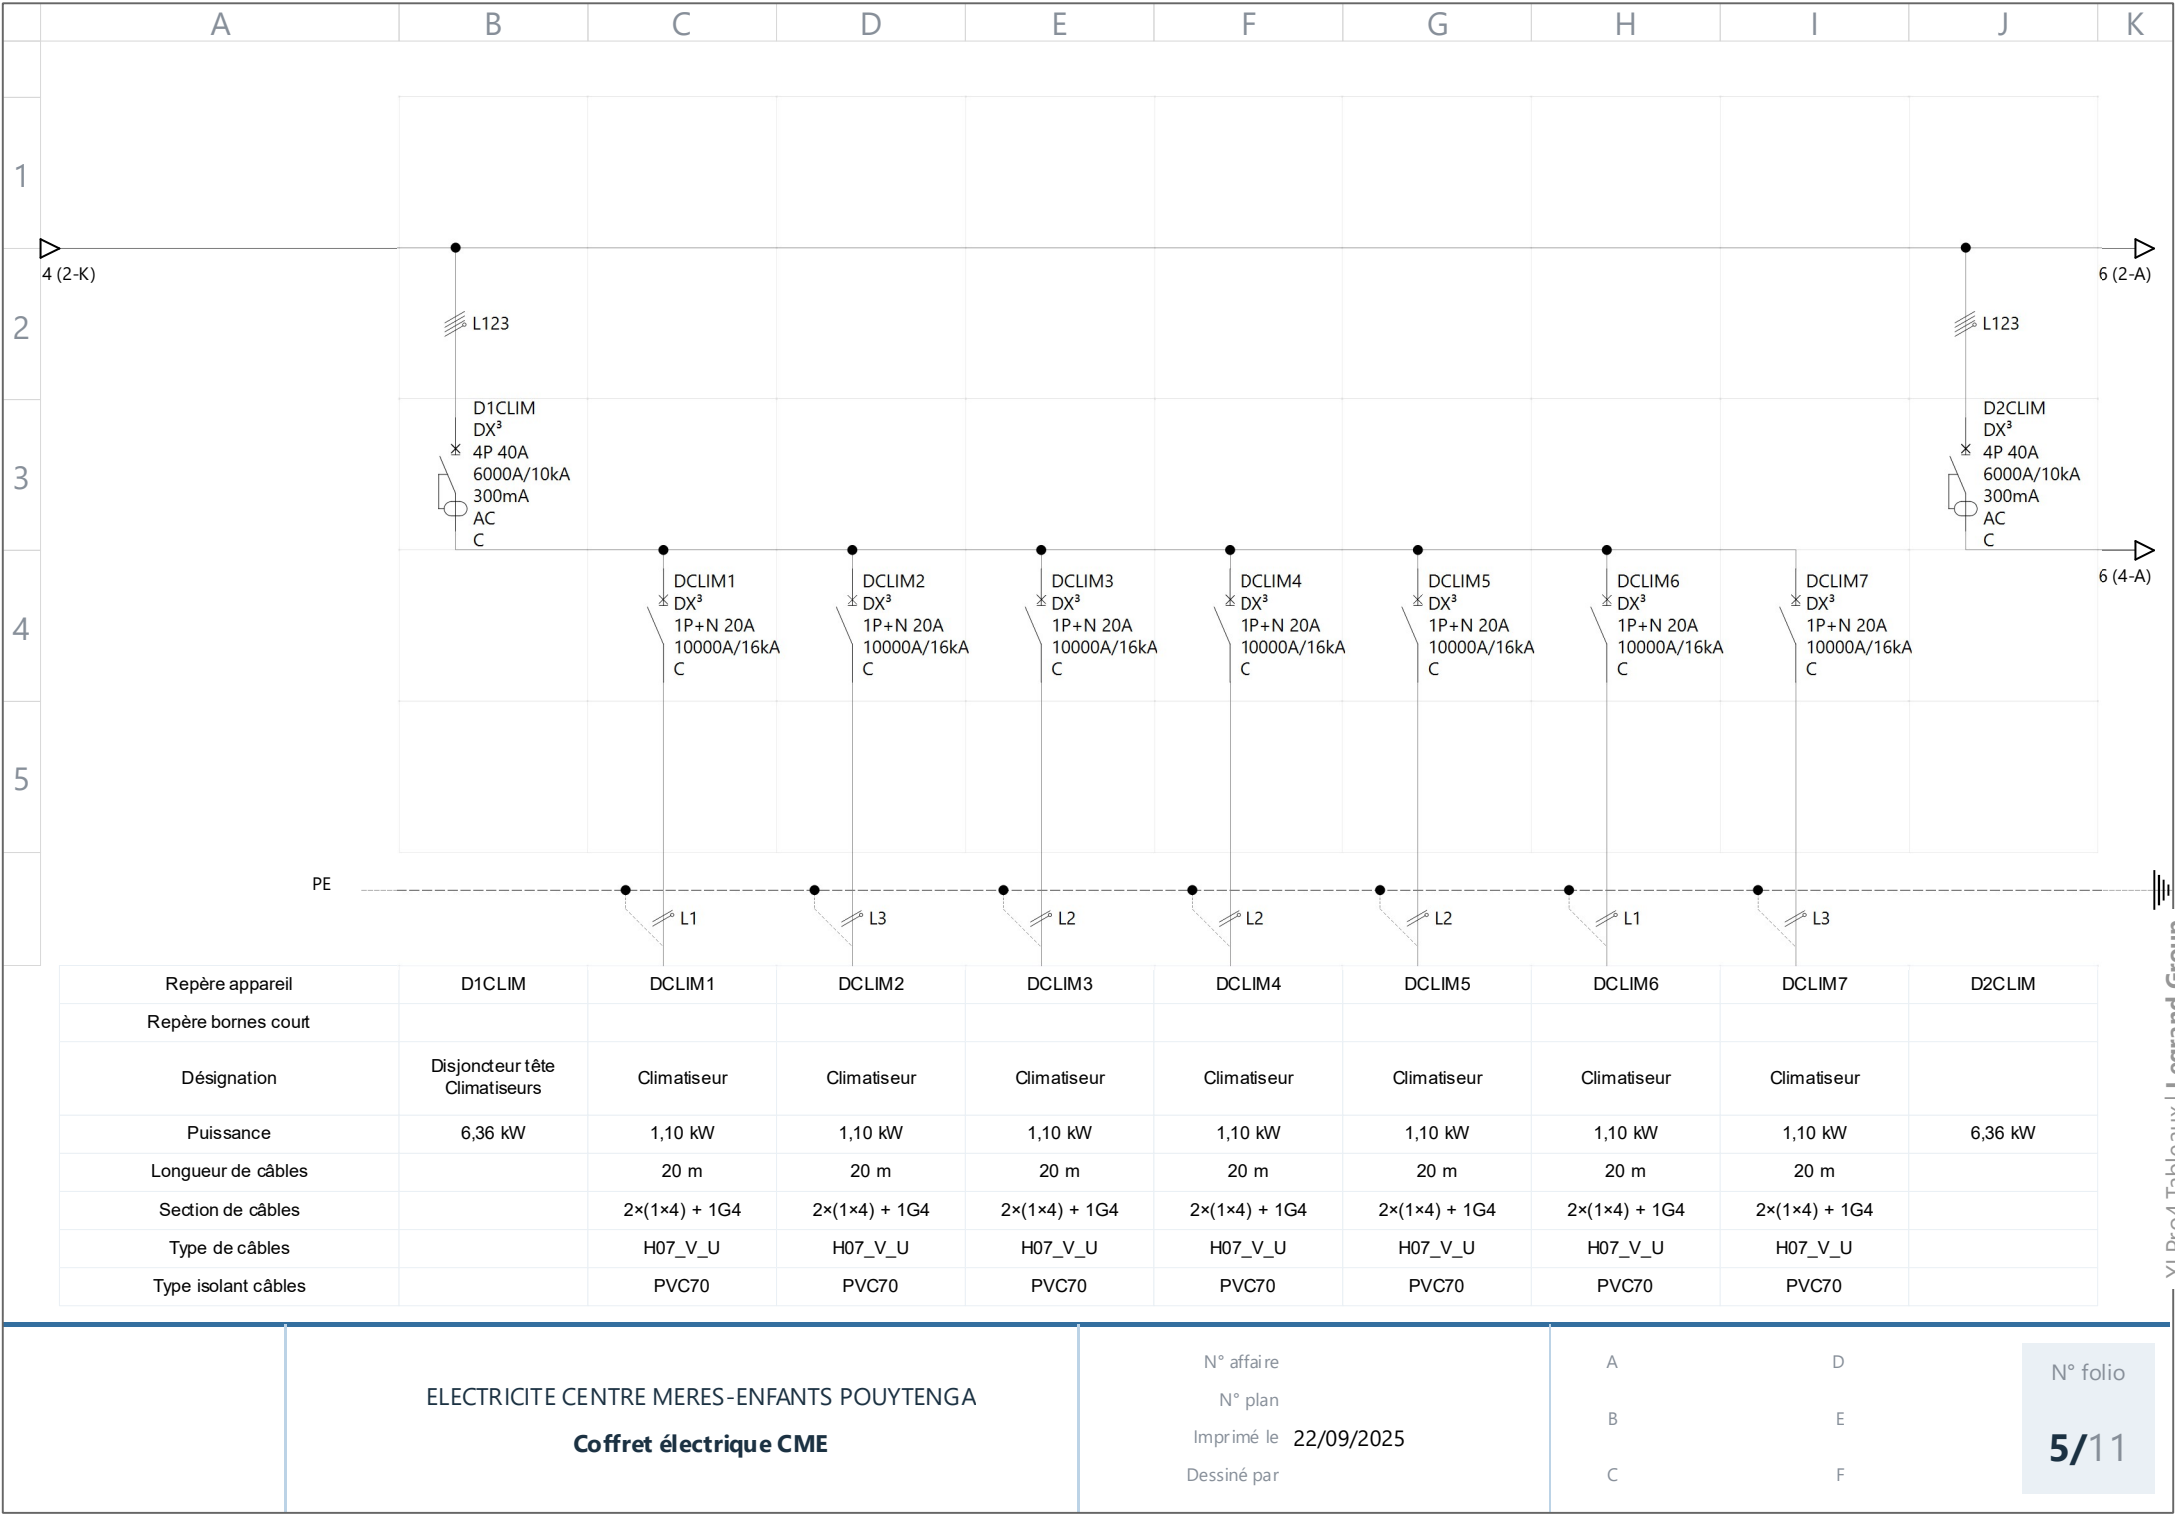 A B C D E F G H I J K
1
4 (2-K)
6 (2-A)
2
L123
L123
3
D1CLIM
DX³
4P 40A
6000A/10kA
300mA
AC
C
D2CLIM
DX³
4P 40A
6000A/10kA
300mA
AC
C
6 (4-A)
4
DCLIM1
DX³
1P+N 20A
10000A/16kA
C
DCLIM2
DX³
1P+N 20A
10000A/16kA
C
DCLIM3
DX³
1P+N 20A
10000A/16kA
C
DCLIM4
DX³
1P+N 20A
10000A/16kA
C
DCLIM5
DX³
1P+N 20A
10000A/16kA
C
DCLIM6
DX³
1P+N 20A
10000A/16kA
C
DCLIM7
DX³
1P+N 20A
10000A/16kA
C
5
PE
L1 L3 L2 L2 L2 L1 L3
Repère appareil D1CLIM DCLIM1 DCLIM2 DCLIM3 DCLIM4 DCLIM5 DCLIM6 DCLIM7 D2CLIM
Repère bornes court
Désignation Disjoncteur tête Climatiseurs Climatiseur Climatiseur Climatiseur Climatiseur Climatiseur Climatiseur Climatiseur
Puissance 6,36 kW 1,10 kW 1,10 kW 1,10 kW 1,10 kW 1,10 kW 1,10 kW 1,10 kW 6,36 kW
Longueur de câbles 20 m 20 m 20 m 20 m 20 m 20 m 20 m
Section de câbles 2×(1×4) + 1G4 2×(1×4) + 1G4 2×(1×4) + 1G4 2×(1×4) + 1G4 2×(1×4) + 1G4 2×(1×4) + 1G4 2×(1×4) + 1G4
Type de câbles H07_V_U H07_V_U H07_V_U H07_V_U H07_V_U H07_V_U H07_V_U
Type isolant câbles PVC70 PVC70 PVC70 PVC70 PVC70 PVC70 PVC70
XLPro4 Tableaux | Legrand Group
ELECTRICITE CENTRE MERES-ENFANTS POUYTENGA
Coffret électrique CME
N° affaire
N° plan
Imprimé le 22/09/2025
Dessiné par
A D
B E
C F
N° folio
5/11